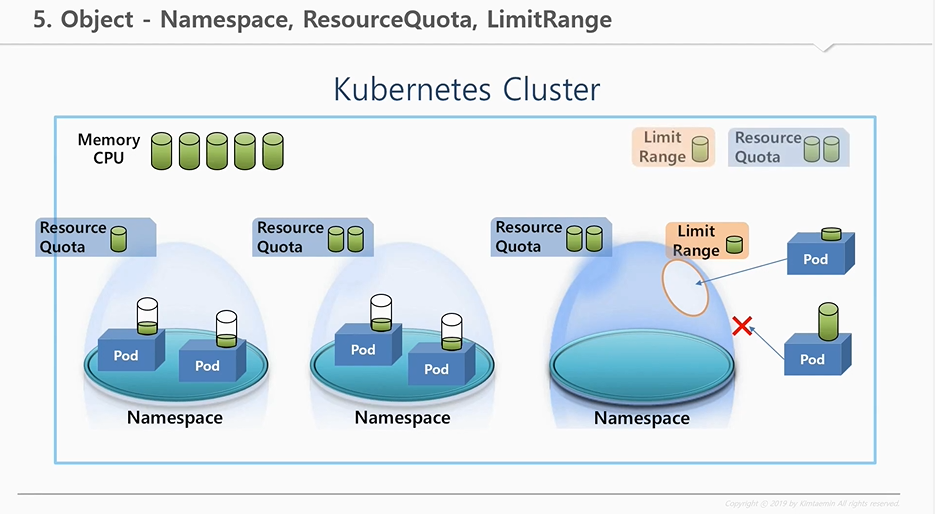 5. Object - Namespace, ResourceQuota, LimitRange
Kubernetes Cluster
Memory
CPU
Limit
Range
Resource
Quota
Resource
Quota
Resource
Quota
Resource
Quota
Limit
Range
Pod
Pod
Pod
Pod
Pod
Pod
Namespace
Namespace
Namespace
Copyright ⓒ 2019 by kimtaemin All rights reserved.